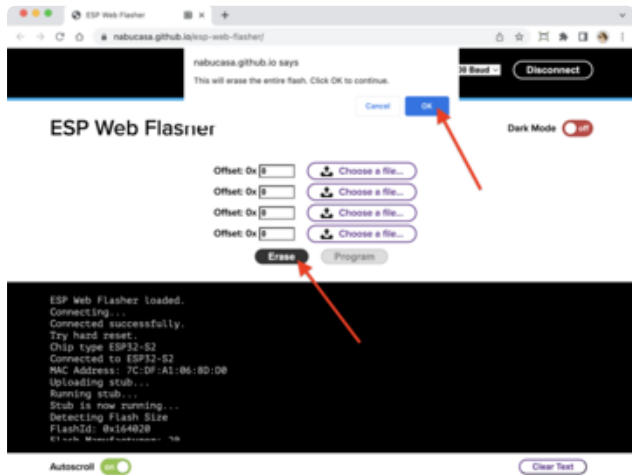 ESP Web Flasher
nabucasa.github.io/esp-web-flasher/
nabucasa.github.io says
This will erase the entire flash. Click OK to continue.
Cancel
OK
Baud
Disconnect
ESP Web Flasher
Dark Mode off
Offset: 0x 0 Choose a file...
Offset: 0x 0 Choose a file...
Offset: 0x 0 Choose a file...
Offset: 0x 0 Choose a file...
Erase Program
ESP Web Flasher loaded.
Connecting...
Connected successfully.
Try hard reset.
Chip type ESP32-S2
Connected to ESP32-S2
MAC Address: 7C:DF:A1:06:8D:D0
Uploading stub...
Running stub...
Stub is now running...
Detecting Flash Size
FlashId: 0x164020
Flash Manufacturer: 20
Autoscroll on Clear Text